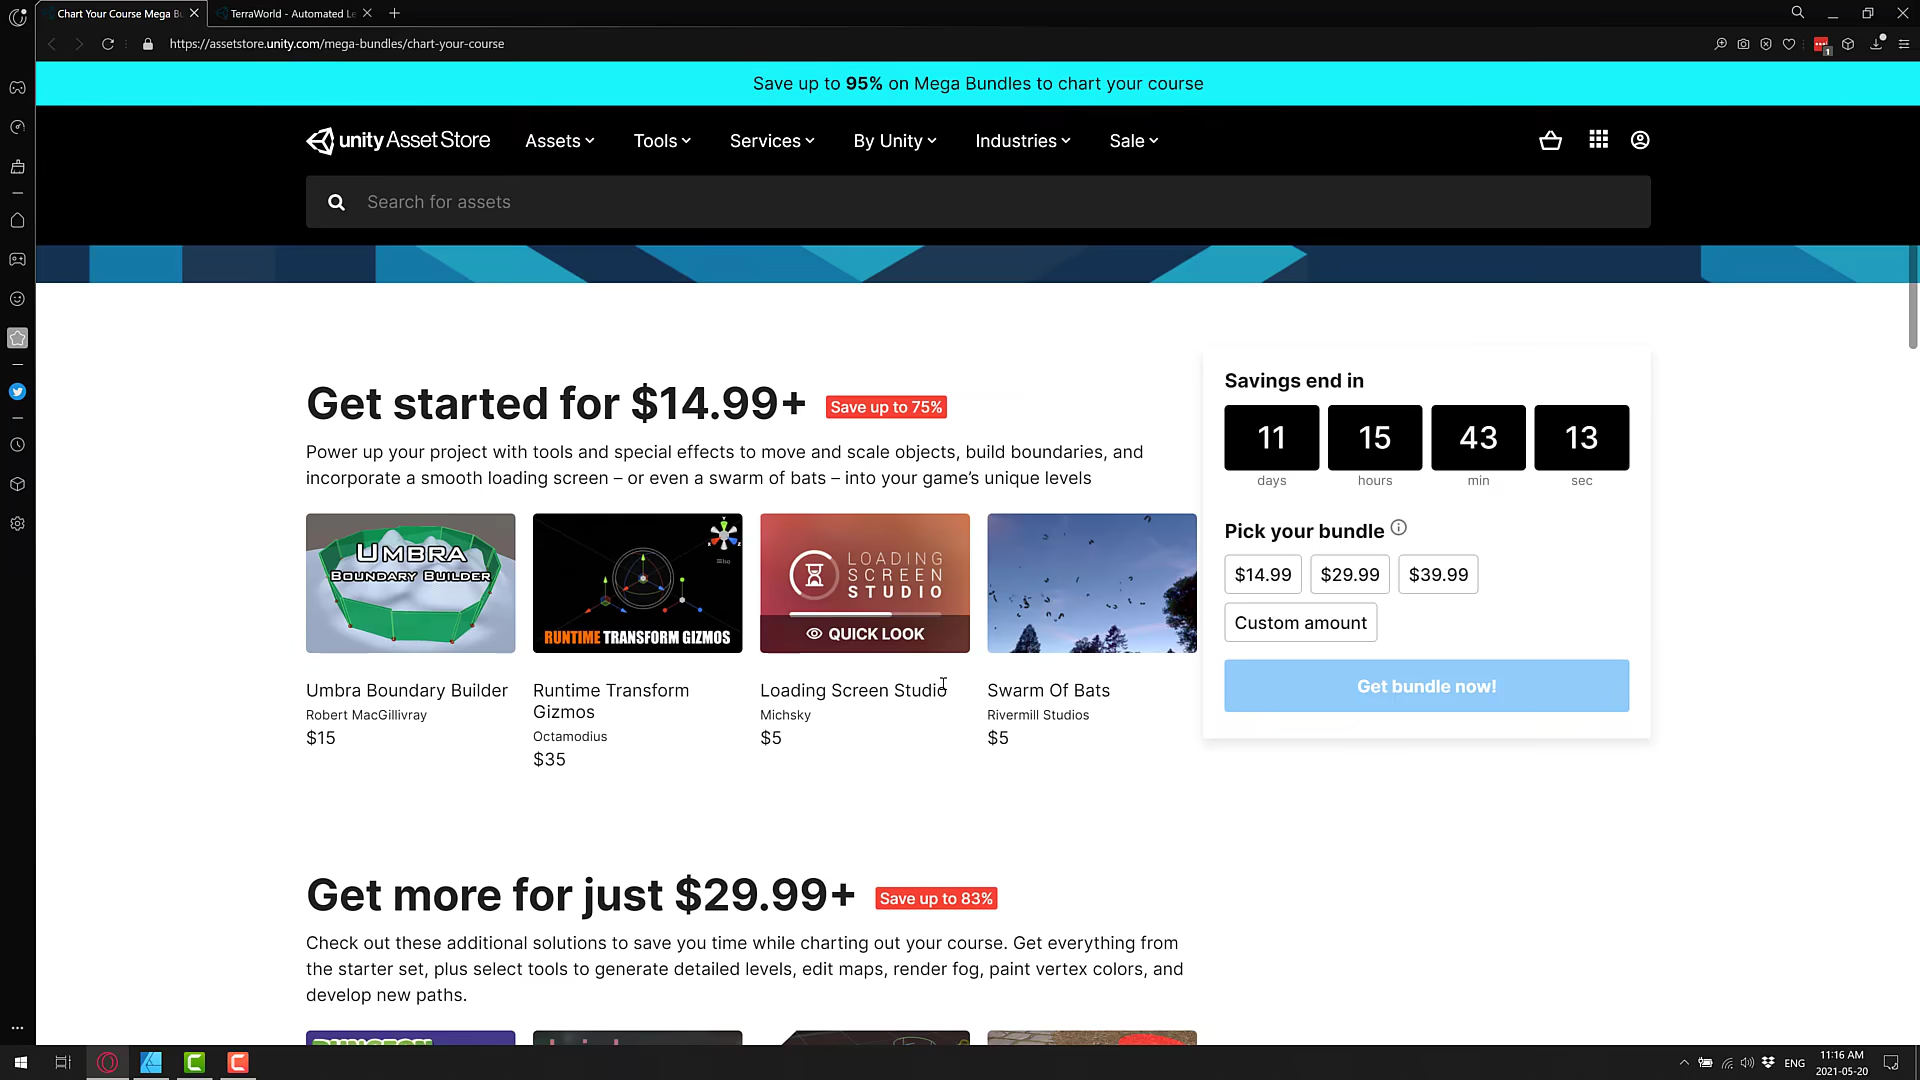 Chart Your Course Mega B
TerraWorld - Automated Le
https://assetstore.unity.com/mega-bundles/chart-your-course
1
Save up to 95% on Mega Bundles to chart your course
unity Asset Store
Assets
Tools
Services
By Unity
Industries
Sale
Search for assets
Get started for $14.99+
Save up to 75%
Power up your project with tools and special effects to move and scale objects, build boundaries, and
incorporate a smooth loading screen – or even a swarm of bats – into your game's unique levels
UMBRA
BOUNDARY BUILDER
RUNTIME TRANSFORM GIZMOS
LOADING
SCREEN
STUDIO
QUICK LOOK
Umbra Boundary Builder
Robert MacGillivray
$15
Runtime Transform
Gizmos
Octamodius
$35
Loading Screen Studio
Michsky
$5
Swarm Of Bats
Rivermill Studios
$5
Savings end in
11
15
43
13
days
hours
min
sec
Pick your bundle
$14.99
$29.99
$39.99
Custom amount
Get bundle now!
Get more for just $29.99+
Save up to 83%
Check out these additional solutions to save you time while charting out your course. Get everything from
the starter set, plus select tools to generate detailed levels, edit maps, render fog, paint vertex colors, and
develop new paths.
ENG
11:16 AM
2021-05-20